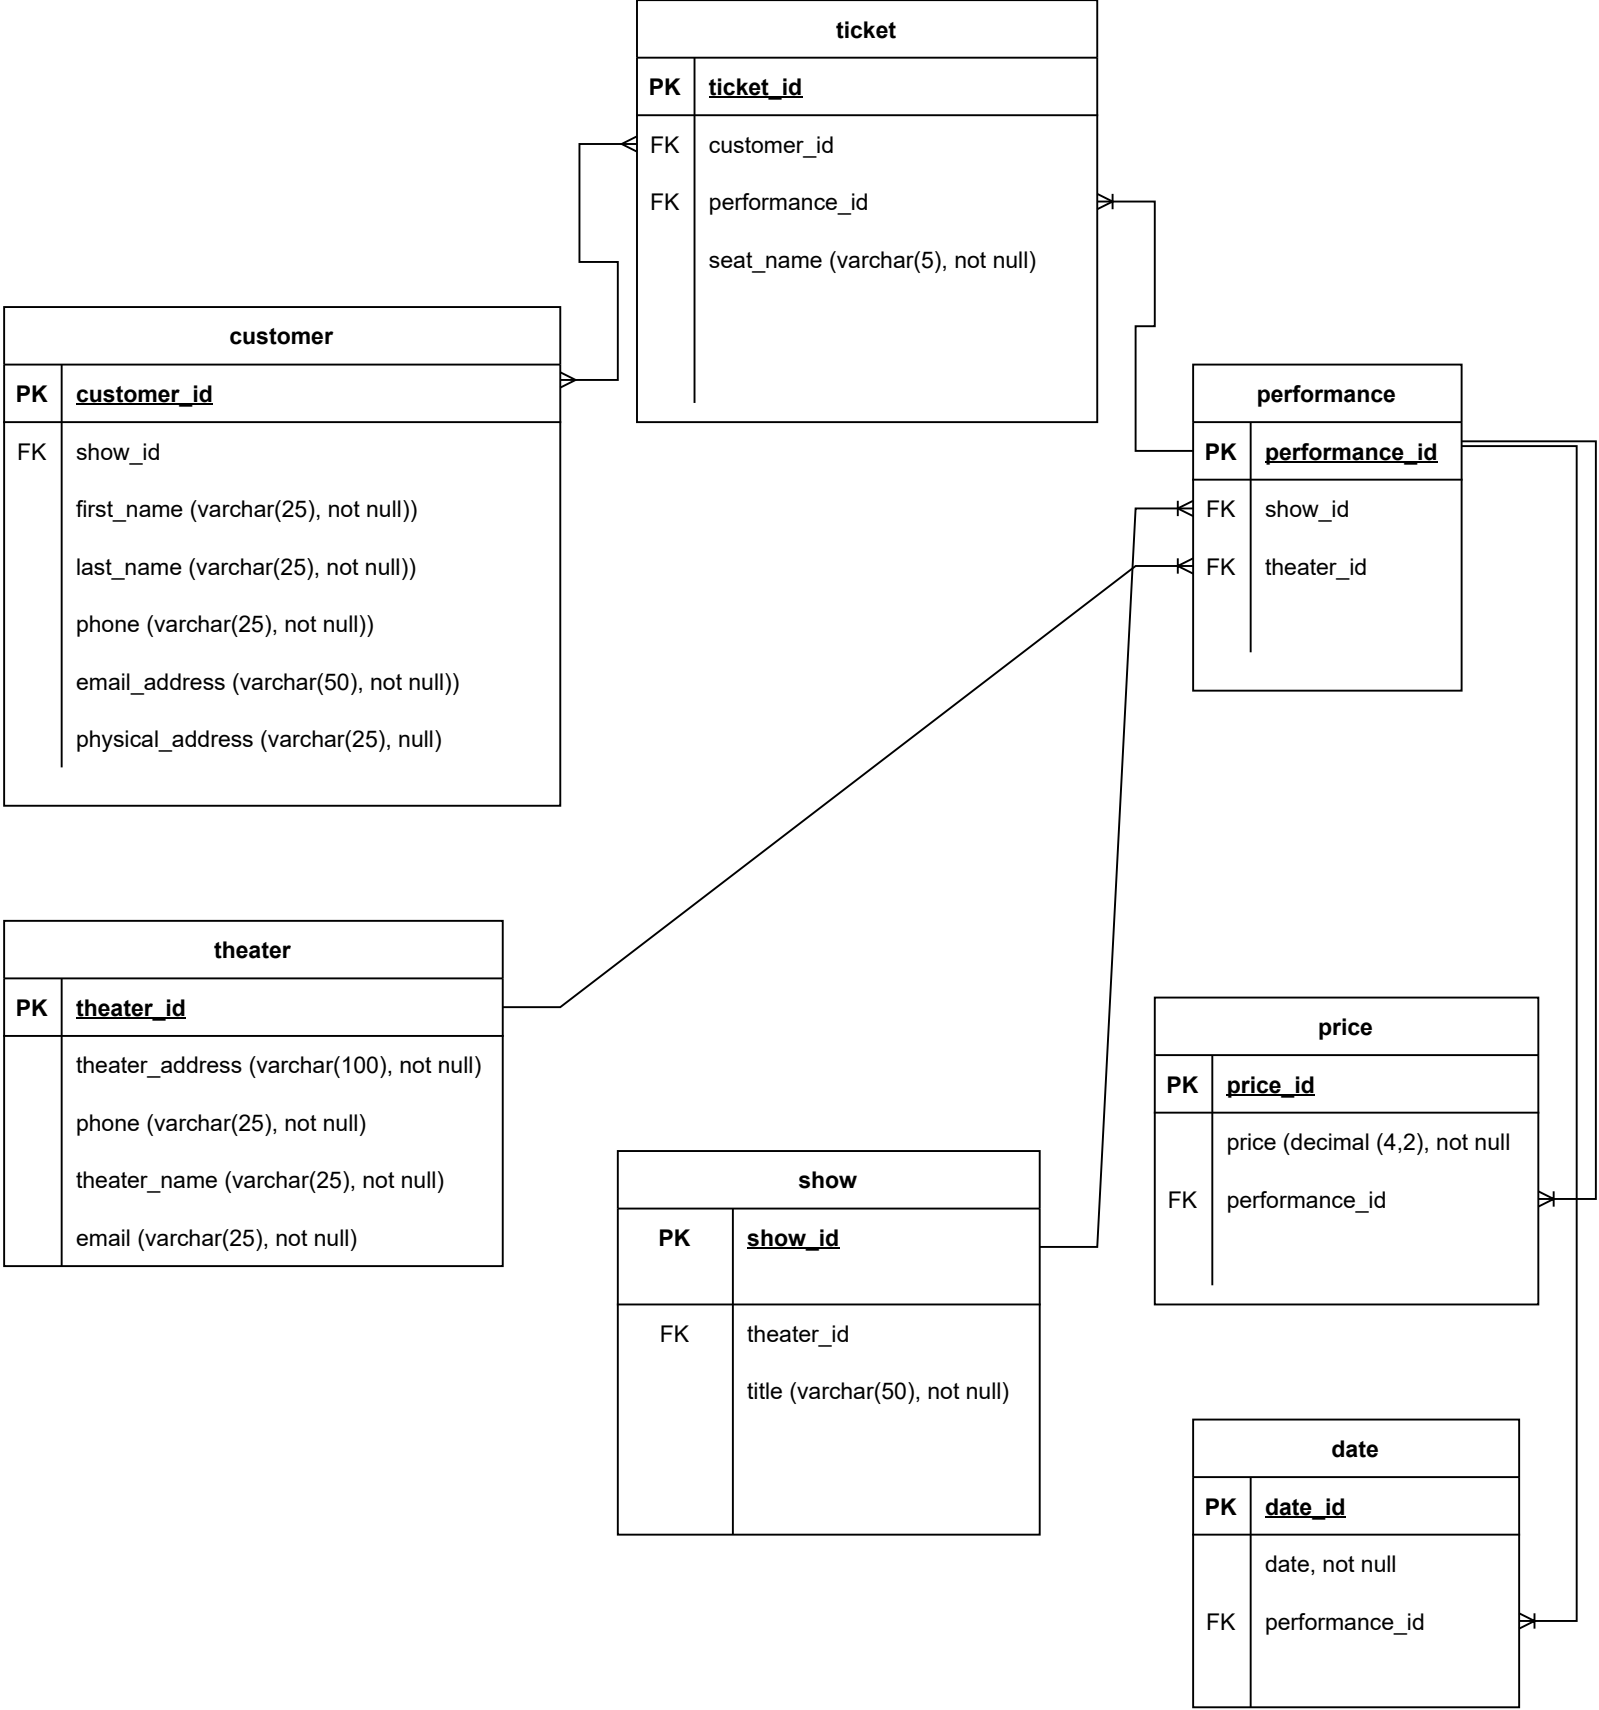 ticket
PK ticket_id
FK customer_id
FK performance_id
seat_name (varchar(5), not null)
customer
PK customer_id
FK show_id
first_name (varchar(25), not null))
last_name (varchar(25), not null))
phone (varchar(25), not null))
email_address (varchar(50), not null))
physical_address (varchar(25), null)
performance
PK performance_id
FK show_id
FK theater_id
theater
PK theater_id
theater_address (varchar(100), not null)
phone (varchar(25), not null)
theater_name (varchar(25), not null)
email (varchar(25), not null)
price
PK price_id
price (decimal (4,2), not null
FK performance_id
show
PK show_id
FK theater_id
title (varchar(50), not null)
date
PK date_id
date, not null
FK performance_id